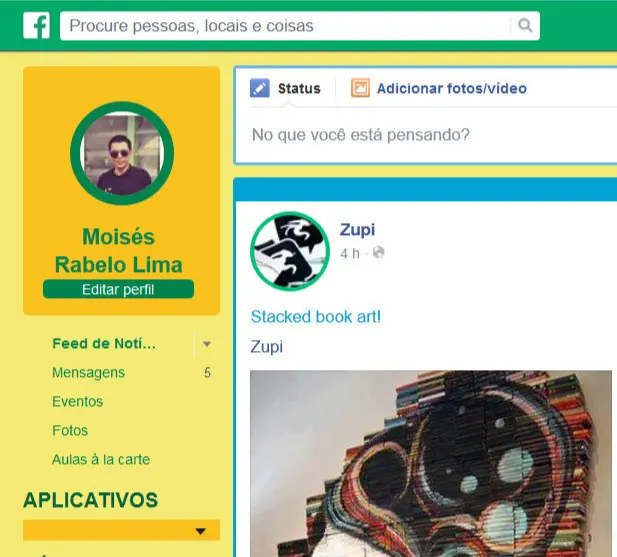 f
Procure pessoas, locais e coisas
Moisés
Rabelo Lima
Editar perfil
Feed de Notí...
Mensagens 5
Eventos
Fotos
Aulas à la carte
APLICATIVOS
Status Adicionar fotos/vídeo
No que você está pensando?
Zupi
4 h ·
Stacked book art!
Zupi